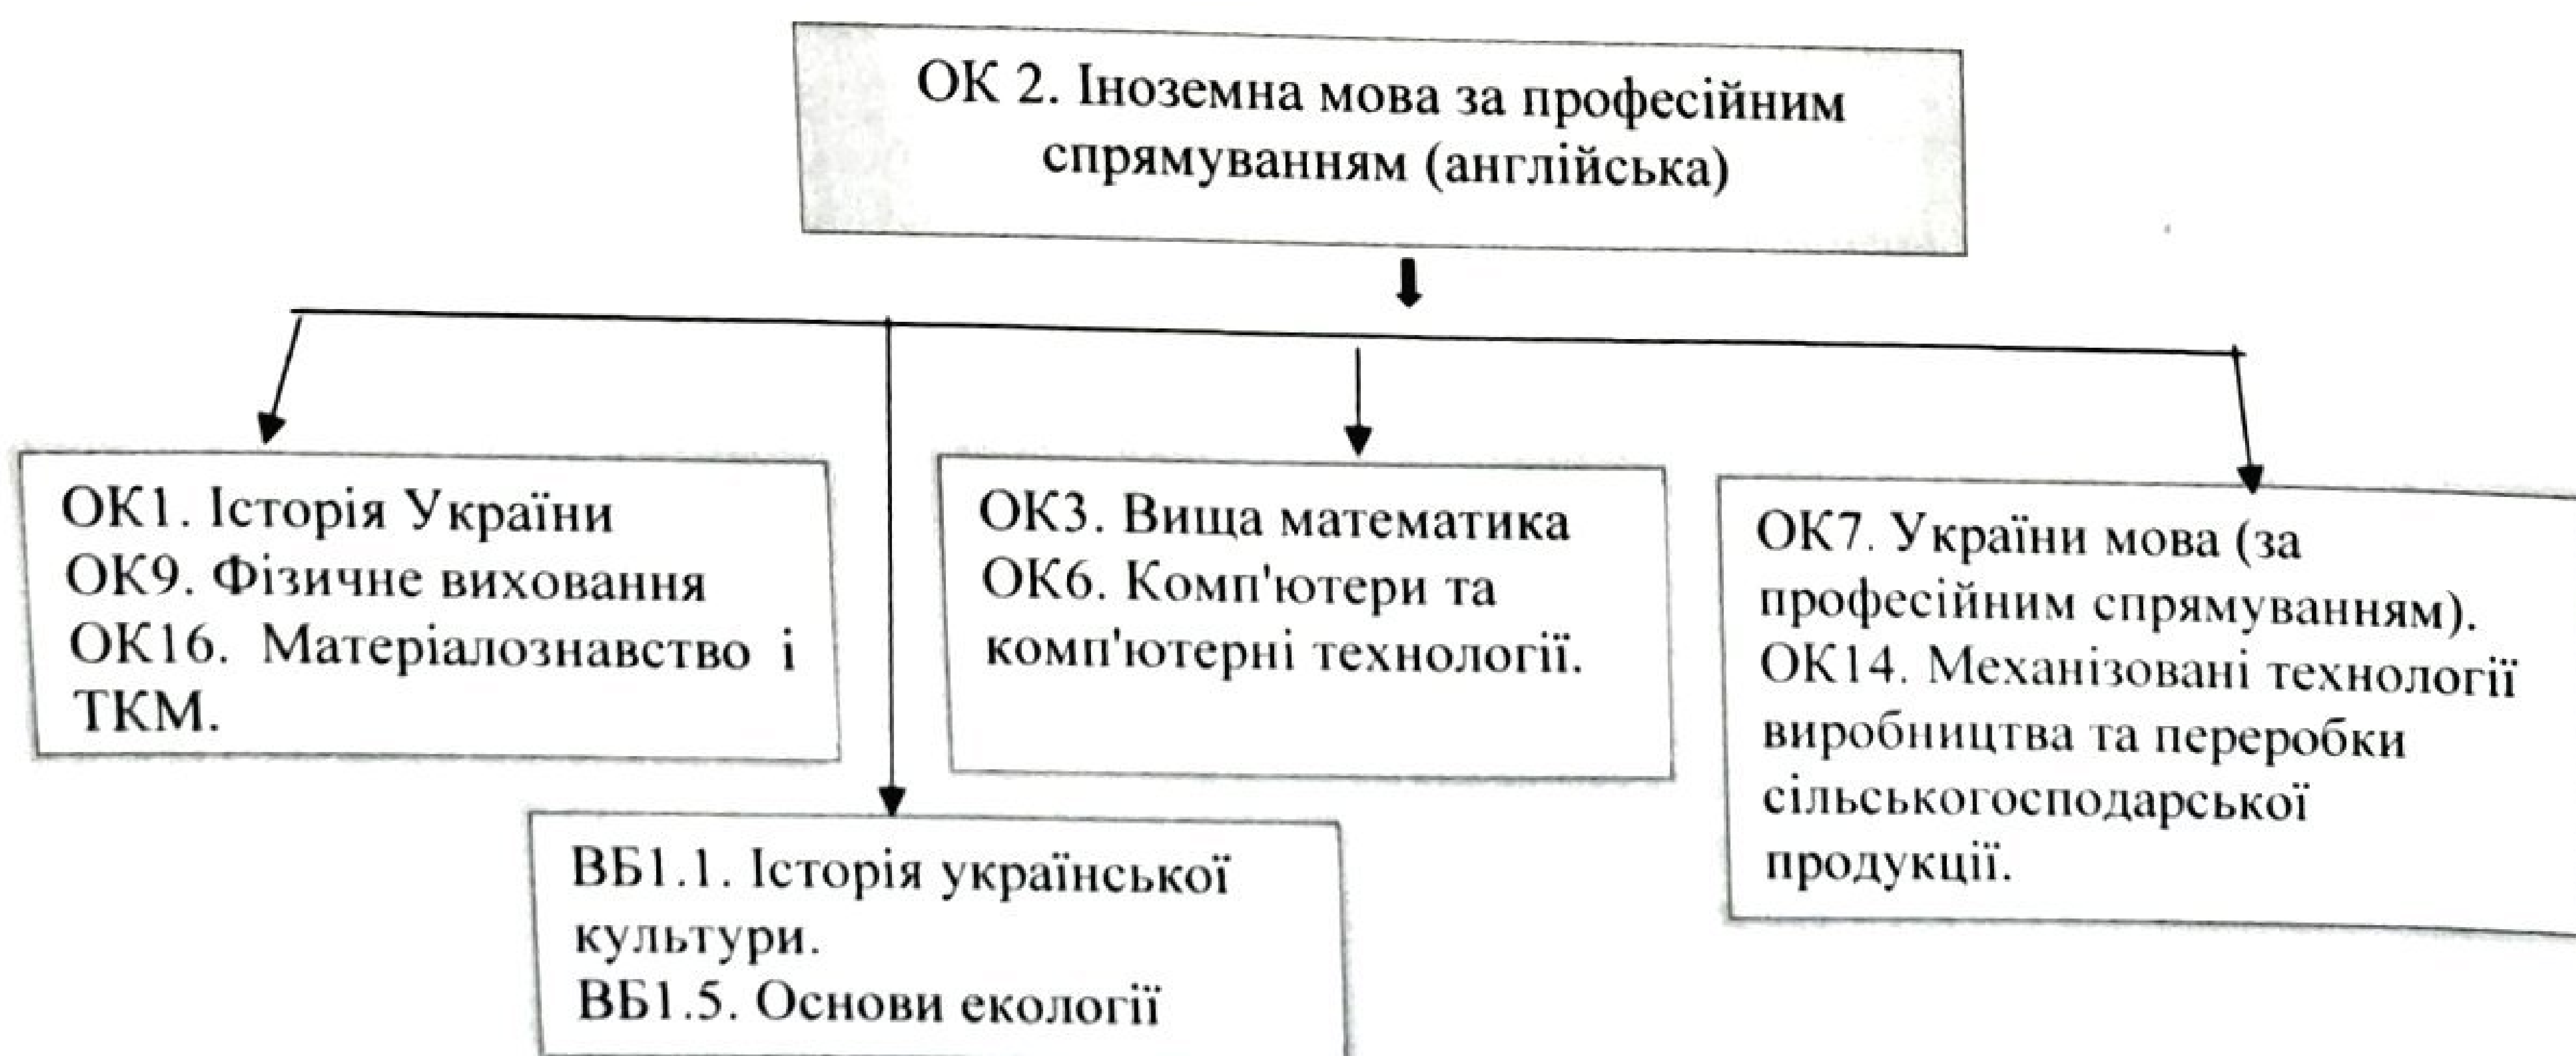 ОК 2. Іноземна мова за професійним
спрямуванням (англійська)
ОК1. Історія України
ОК9. Фізичне виховання
ОК16. Матеріалознавство і
ТКМ.
ОК3. Вища математика
ОК6. Комп'ютери та
комп'ютерні технології.
ОК7. України мова (за
професійним спрямуванням).
ОК14. Механізовані технології
виробництва та переробки
сільськогосподарської
продукції.
ВБ1.1. Історія української
культури.
ВБ1.5. Основи екології